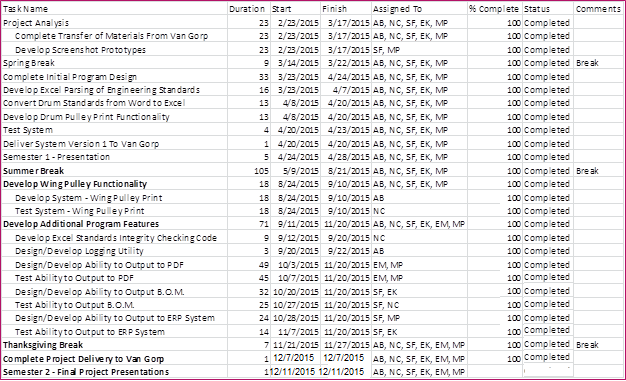 Task Name Duration Start Finish Assigned To % Complete Status Comments
Project Analysis 23 2/23/2015 3/17/2015 AB, NC, SF, EK, MP 100 Completed
Complete Transfer of Materials From Van Gorp 23 2/23/2015 3/17/2015 AB, NC, SF, EK, MP 100 Completed
Develop Screenshot Prototypes 23 2/23/2015 3/17/2015 SF, MP 100 Completed
Spring Break 9 3/14/2015 3/22/2015 AB, NC, SF, EK, MP 100 Completed Break
Complete Initial Program Design 33 3/23/2015 4/24/2015 AB, NC, SF, EK, MP 100 Completed
Develop Excel Parsing of Engineering Standards 16 3/23/2015 4/7/2015 AB, NC, SF, EK, MP 100 Completed
Convert Drum Standards from Word to Excel 13 4/8/2015 4/20/2015 AB, NC, SF, EK, MP 100 Completed
Develop Drum Pulley Print Functionality 13 4/8/2015 4/20/2015 AB, NC, SF, EK, MP 100 Completed
Test System 4 4/20/2015 4/23/2015 AB, NC, SF, EK, MP 100 Completed
Deliver System Version 1 To Van Gorp 1 4/20/2015 4/20/2015 AB, NC, SF, EK, MP 100 Completed
Semester 1 - Presentation 5 4/24/2015 4/28/2015 AB, NC, SF, EK, MP 100 Completed
Summer Break 105 5/9/2015 8/21/2015 AB, NC, SF, EK, MP 100 Completed Break
Develop Wing Pulley Functionality 18 8/24/2015 9/10/2015 AB, NC, SF, EK, MP 100 Completed
Develop System - Wing Pulley Print 18 8/24/2015 9/10/2015 AB 100 Completed
Test System - Wing Pulley Print 18 8/24/2015 9/10/2015 NC 100 Completed
Develop Additional Program Features 71 9/11/2015 11/20/2015 AB, NC, SF, EK, EM, MP 100 Completed
Develop Excel Standards Integrity Checking Code 9 9/12/2015 9/20/2015 NC 100 Completed
Design/Develop Logging Utility 3 9/20/2015 9/22/2015 AB 100 Completed
Design/Develop Ability to Output to PDF 49 10/3/2015 11/20/2015 EM, MP 100 Completed
Test Ability to Output to PDF 45 10/7/2015 11/20/2015 EM, MP 100 Completed
Design/Develop Ability to Output B.O.M. 32 10/20/2015 11/20/2015 SF, EK 100 Completed
Test Ability to Output B.O.M. 25 10/27/2015 11/20/2015 SF, NC 100 Completed
Design/Develop Ability to Output to ERP System 24 10/28/2015 11/20/2015 SF, MP 100 Completed
Test Ability to Output to ERP System 14 11/7/2015 11/20/2015 SF, EK 100 Completed
Thanksgiving Break 7 11/21/2015 11/27/2015 AB, NC, SF, EK, EM, MP 100 Completed Break
Complete Project Delivery to Van Gorp 1 12/7/2015 12/7/2015 AB, NC, SF, EK, EM, MP 100 Completed
Semester 2 - Final Project Presentations 1 12/11/2015 12/11/2015 AB, NC, SF, EK, EM, MP